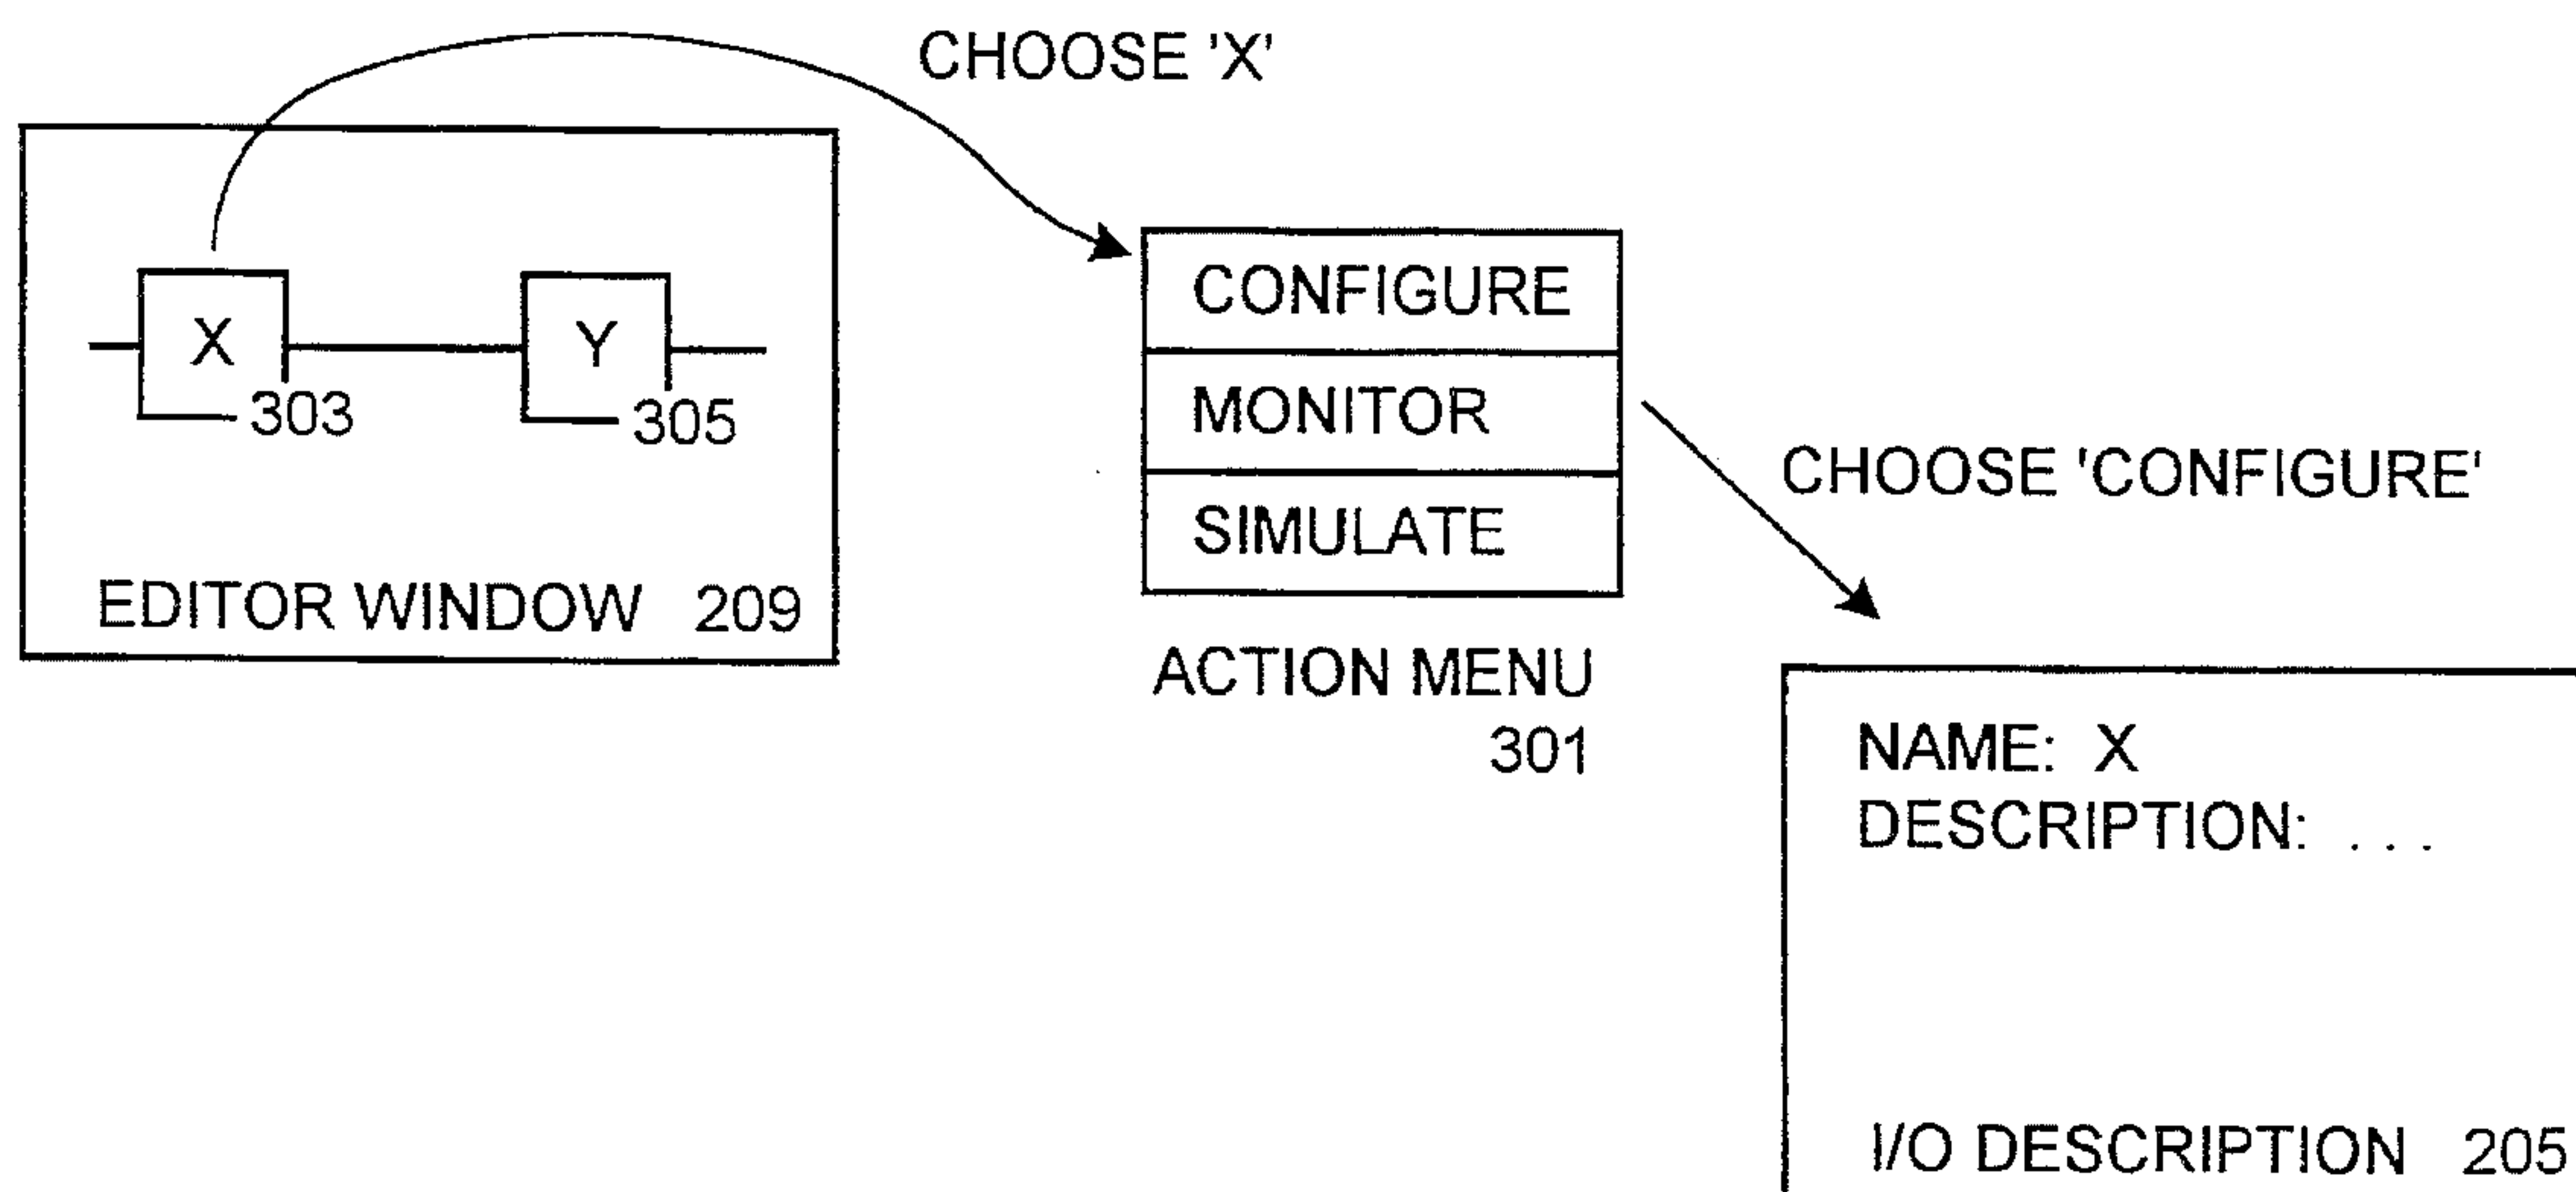 CHOOSE 'X'
X
303
Y
305
EDITOR WINDOW 209
CONFIGURE
MONITOR
SIMULATE
ACTION MENU
301
CHOOSE 'CONFIGURE'
NAME: X
DESCRIPTION: . . .
I/O DESCRIPTION 205